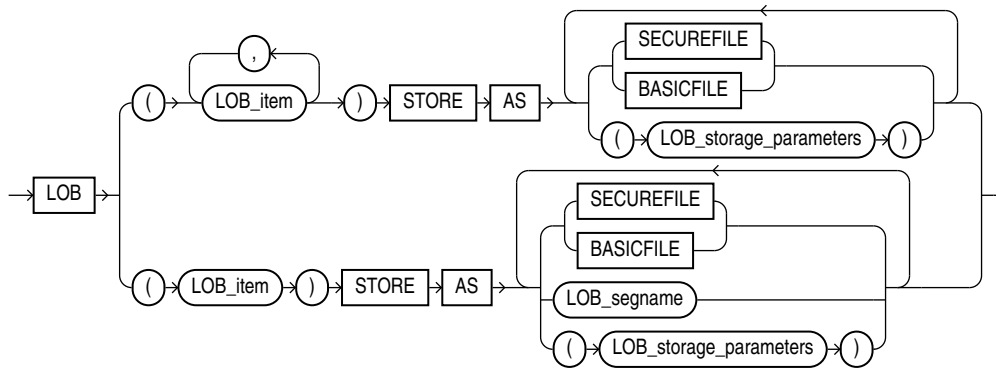 ,
SECUREFILE
BASICFILE
( LOB_item ) STORE AS
( LOB_storage_parameters )
LOB
SECUREFILE
BASICFILE
( LOB_item ) STORE AS
LOB_segname
( LOB_storage_parameters )